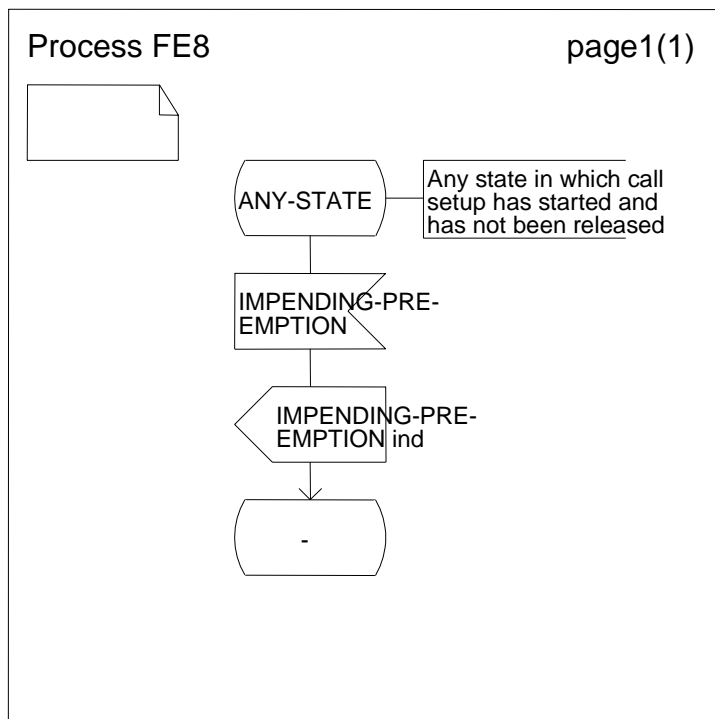 Process FE8
page1(1)
ANY-STATE
Any state in which call
setup has started and
has not been released
IMPENDING-PRE-
EMPTION
IMPENDING-PRE-
EMPTION ind
-